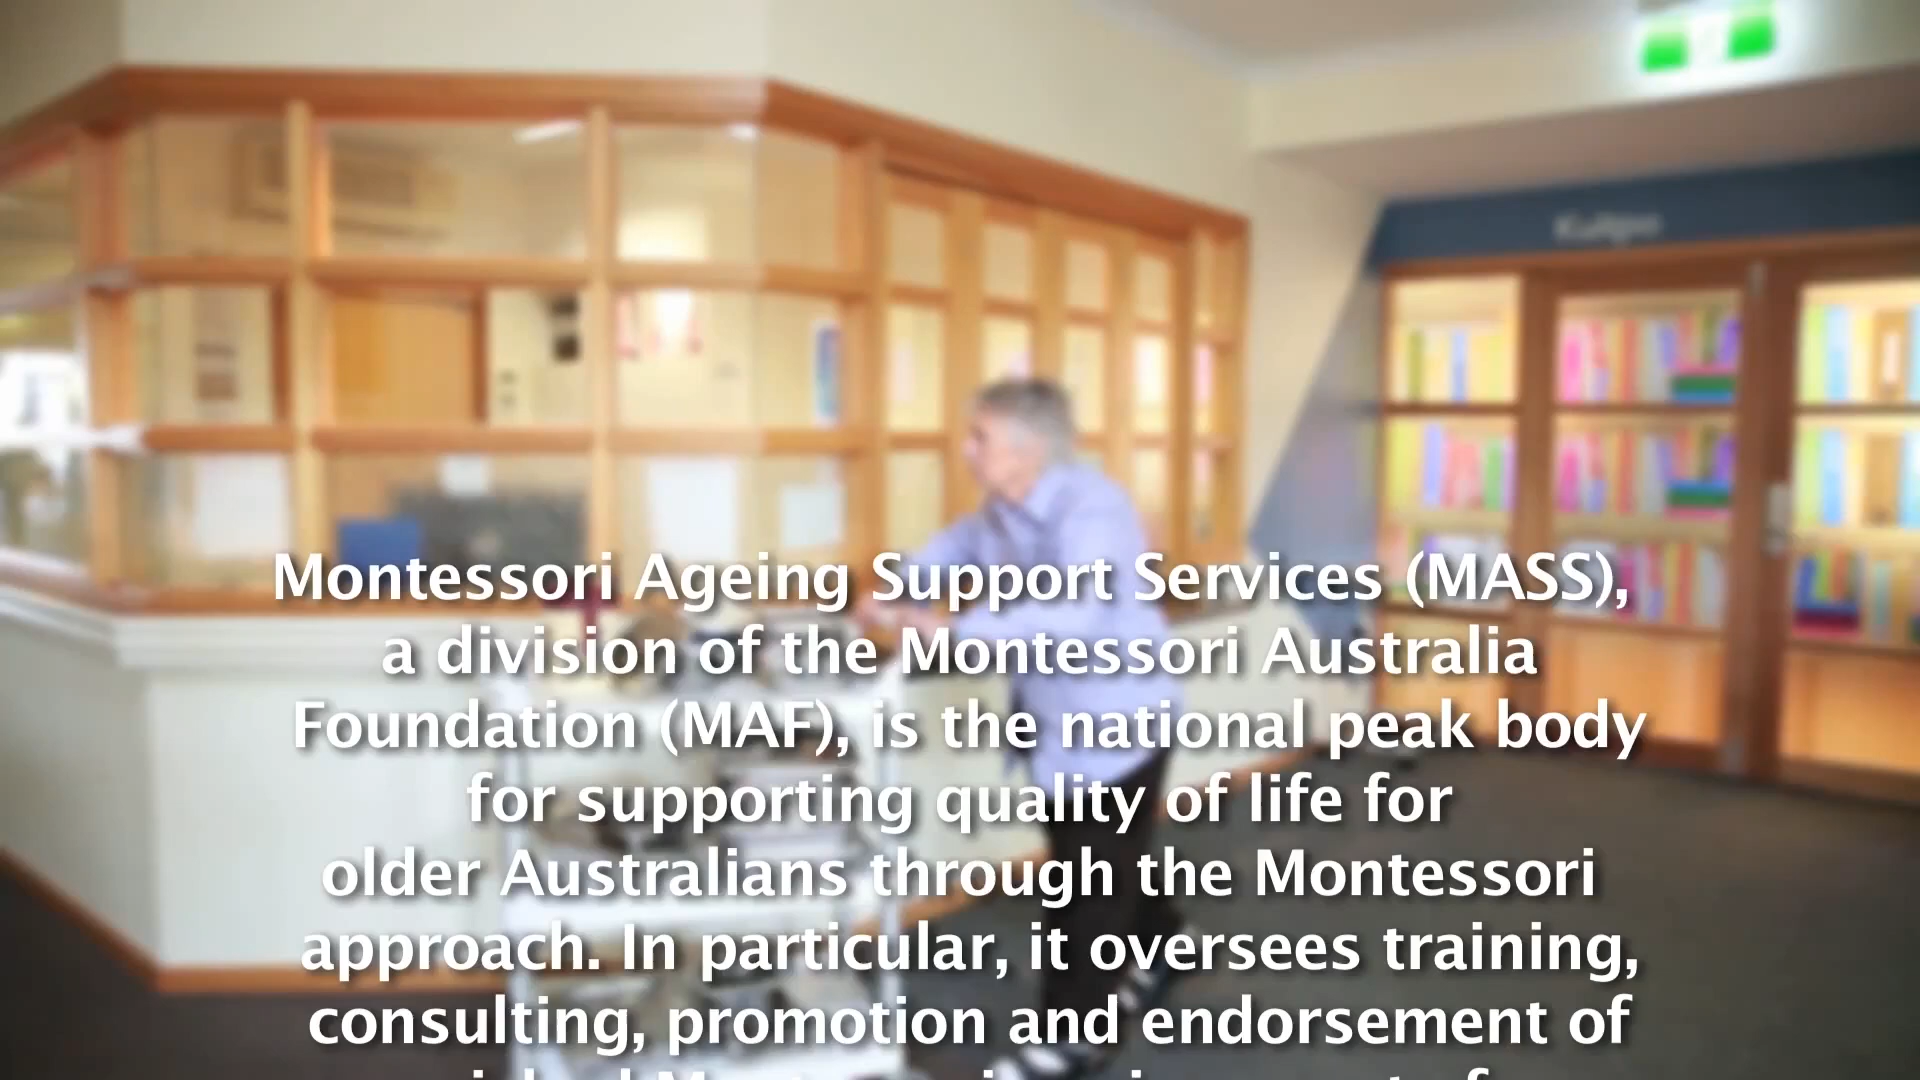 Montessori Ageing Support Services (MASS),
a division of the Montessori Australia
Foundation (MAF), is the national peak body
for supporting quality of life for
older Australians through the Montessori
approach. In particular, it oversees training,
consulting, promotion and endorsement of